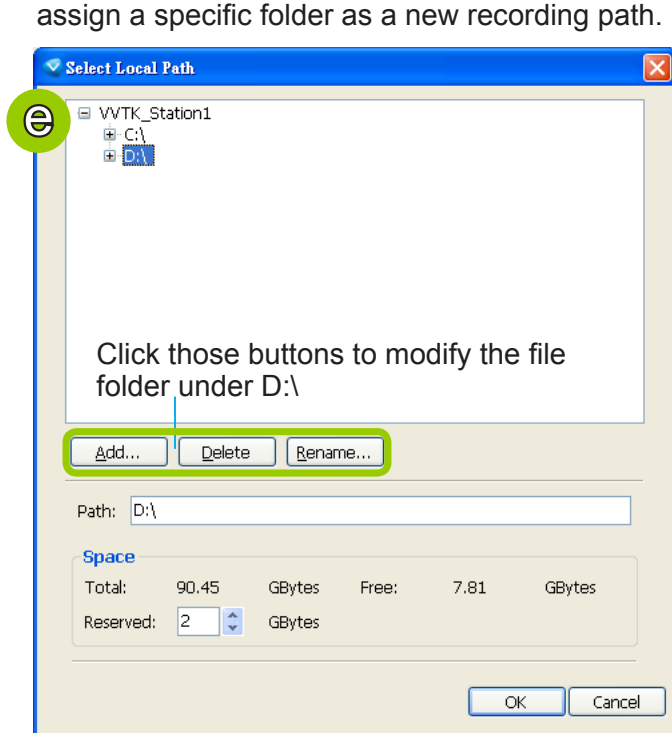 assign a specific folder as a new recording path.
Select Local Path
e
VVTK_Station1
C:\
D:\
Click those buttons to modify the file
folder under D:\
Add... Delete Rename...
Path: D:\
Space
Total: 90.45 GBytes Free: 7.81 GBytes
Reserved: 2 GBytes
OK Cancel